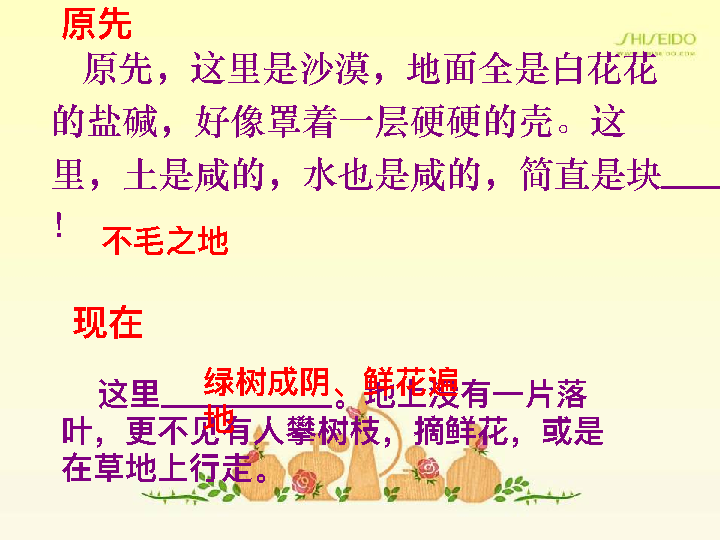 原先
SHISEIDO
原先，这里是沙漠，地面全是白花花
的盐碱，好像罩着一层硬硬的壳。这
里，土是咸的，水也是咸的，简直是块____
！
不毛之地
现在
绿树成阴、鲜花遍
地
这里__________。地上没有一片落
叶，更不见有人攀树枝，摘鲜花，或是
在草地上行走。